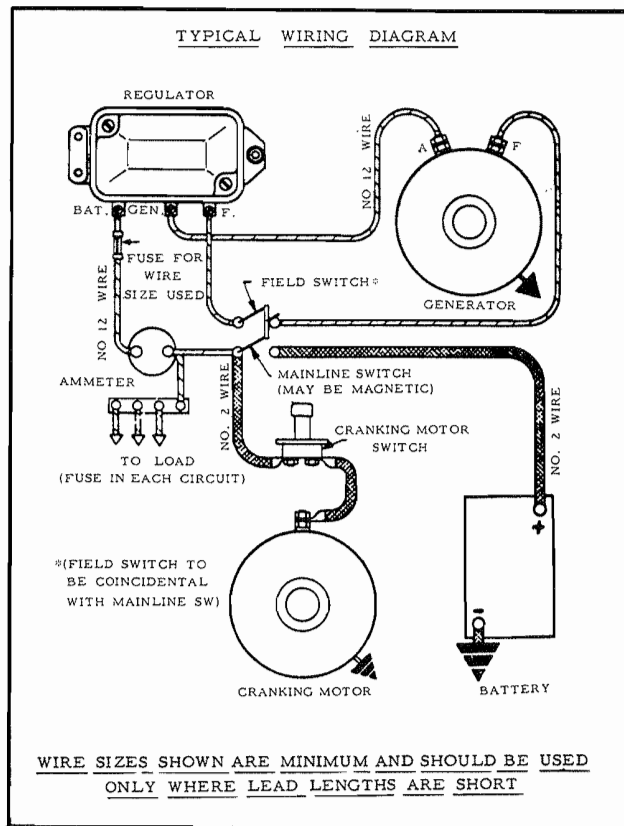 TYPICAL WIRING DIAGRAM
REGULATOR
BAT. GEN. F.
NO 12 WIRE
A F
GENERATOR
FUSE FOR
WIRE
SIZE USED
NO 12 WIRE
FIELD SWITCH*
AMMETER
MAINLINE SWITCH
(MAY BE MAGNETIC)
NO. 2 WIRE
CRANKING MOTOR
SWITCH
NO. 2 WIRE
TO LOAD
(FUSE IN EACH CIRCUIT)
*(FIELD SWITCH TO
BE COINCIDENTAL
WITH MAINLINE SW)
CRANKING MOTOR
+
-
BATTERY
WIRE SIZES SHOWN ARE MINIMUM AND SHOULD BE USED
ONLY WHERE LEAD LENGTHS ARE SHORT